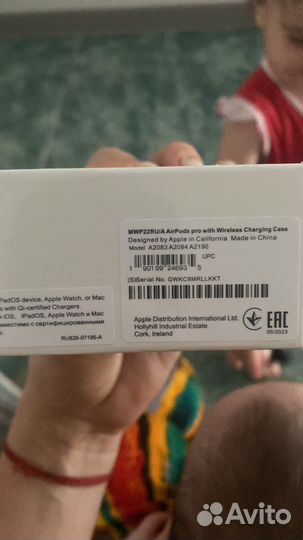 MWP22RU/A AirPods pro with Wireless Charging Case
Designed by Apple in California Made in China
Model A2083 A2084 A2190
UPC
1 90199 24693 5
(S)Serial No. GWKC8MRLLKKT
PadOS device, Apple Watch, or Mac
s with Qi-certified Chargers.
iOS, iPadOS, Apple Watch и Mac
вместимо с сертифицированными
RU826-07195-A
Apple Distribution International Ltd.
Hollyhill Industrial Estate
Cork, Ireland
EAC
05/2023
Avito